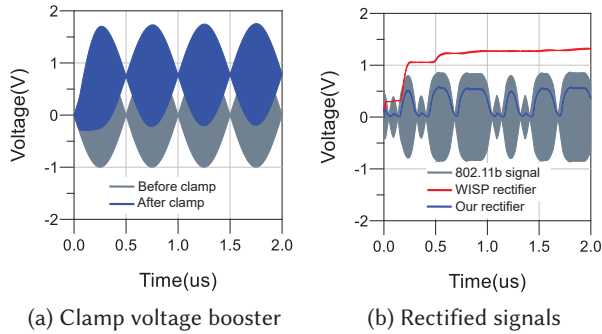 2
1
0
-1
-2
Voltage(V)
Before clamp
After clamp
0.0 0.5 1.0 1.5 2.0
Time(us)
(a) Clamp voltage booster
2
1
0
-1
-2
Voltage(V)
802.11b signal
WISP rectifier
Our rectifier
0.0 0.5 1.0 1.5 2.0
Time(us)
(b) Rectified signals